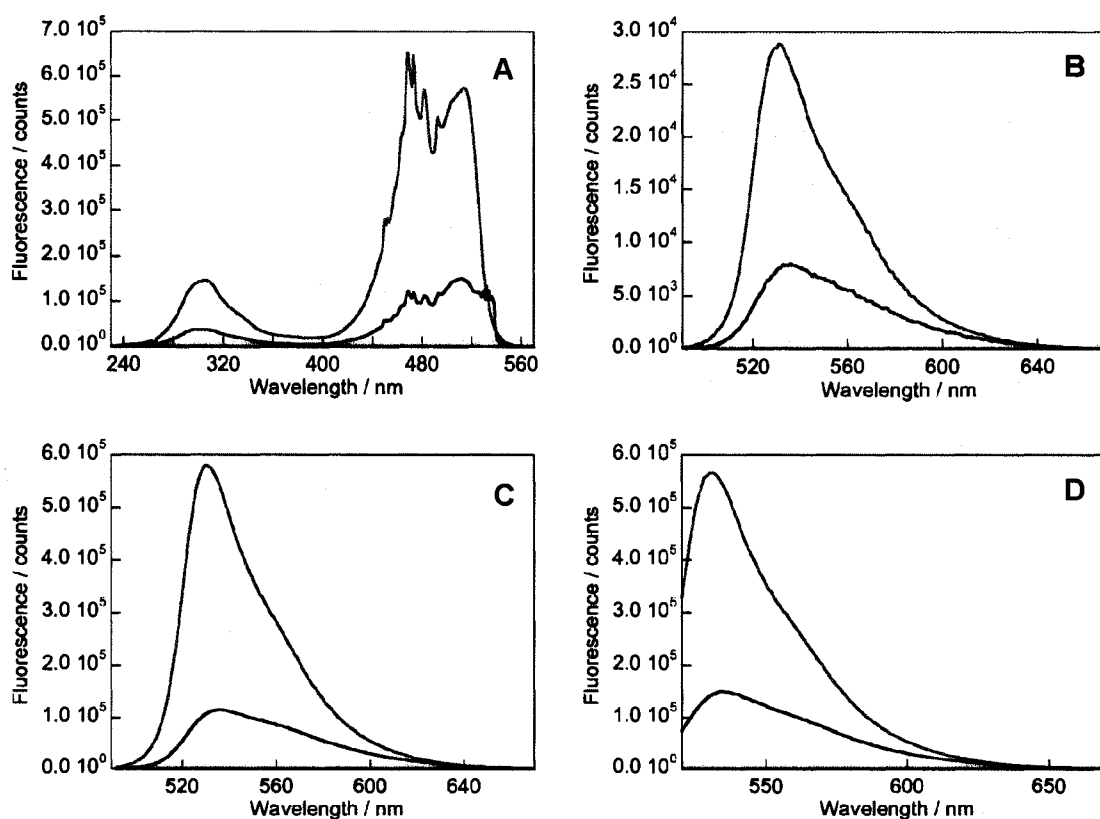 A
Fluorescence / counts
7.0 10^5
6.0 10^5
5.0 10^5
4.0 10^5
3.0 10^5
2.0 10^5
1.0 10^5
0.0 10^0
240 320 400 480 560
Wavelength / nm
B
Fluorescence / counts
3.0 10^4
2.5 10^4
2.0 10^4
1.5 10^4
1.0 10^4
5.0 10^3
0.0 10^0
520 560 600 640
Wavelength / nm
C
Fluorescence / counts
6.0 10^5
5.0 10^5
4.0 10^5
3.0 10^5
2.0 10^5
1.0 10^5
0.0 10^0
520 560 600 640
Wavelength / nm
D
Fluorescence / counts
6.0 10^5
5.0 10^5
4.0 10^5
3.0 10^5
2.0 10^5
1.0 10^5
0.0 10^0
550 600 650
Wavelength / nm